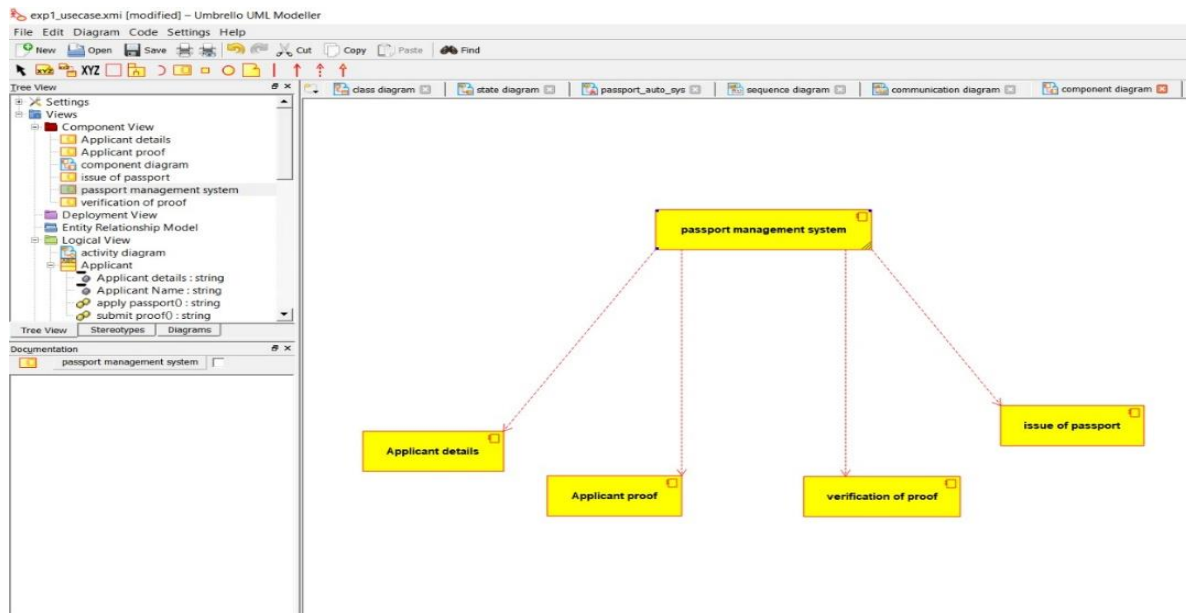 exp1_usecase.xmi [modified] – Umbrello UML Modeller
File Edit Diagram Code Settings Help
New Open Save Cut Copy Paste Find
XYZ XYZ
Tree View
class diagram state diagram passport_auto_sys sequence diagram communication diagram component diagram
Settings
Views
Component View
Applicant details
Applicant proof
component diagram
issue of passport
passport management system
verification of proof
Deployment View
Entity Relationship Model
Logical View
activity diagram
Applicant
Applicant details : string
Applicant Name : string
apply passport() : string
submit proof() : string
Tree View Stereotypes Diagrams
Documentation
passport management system
passport management system
Applicant details
Applicant proof
verification of proof
issue of passport